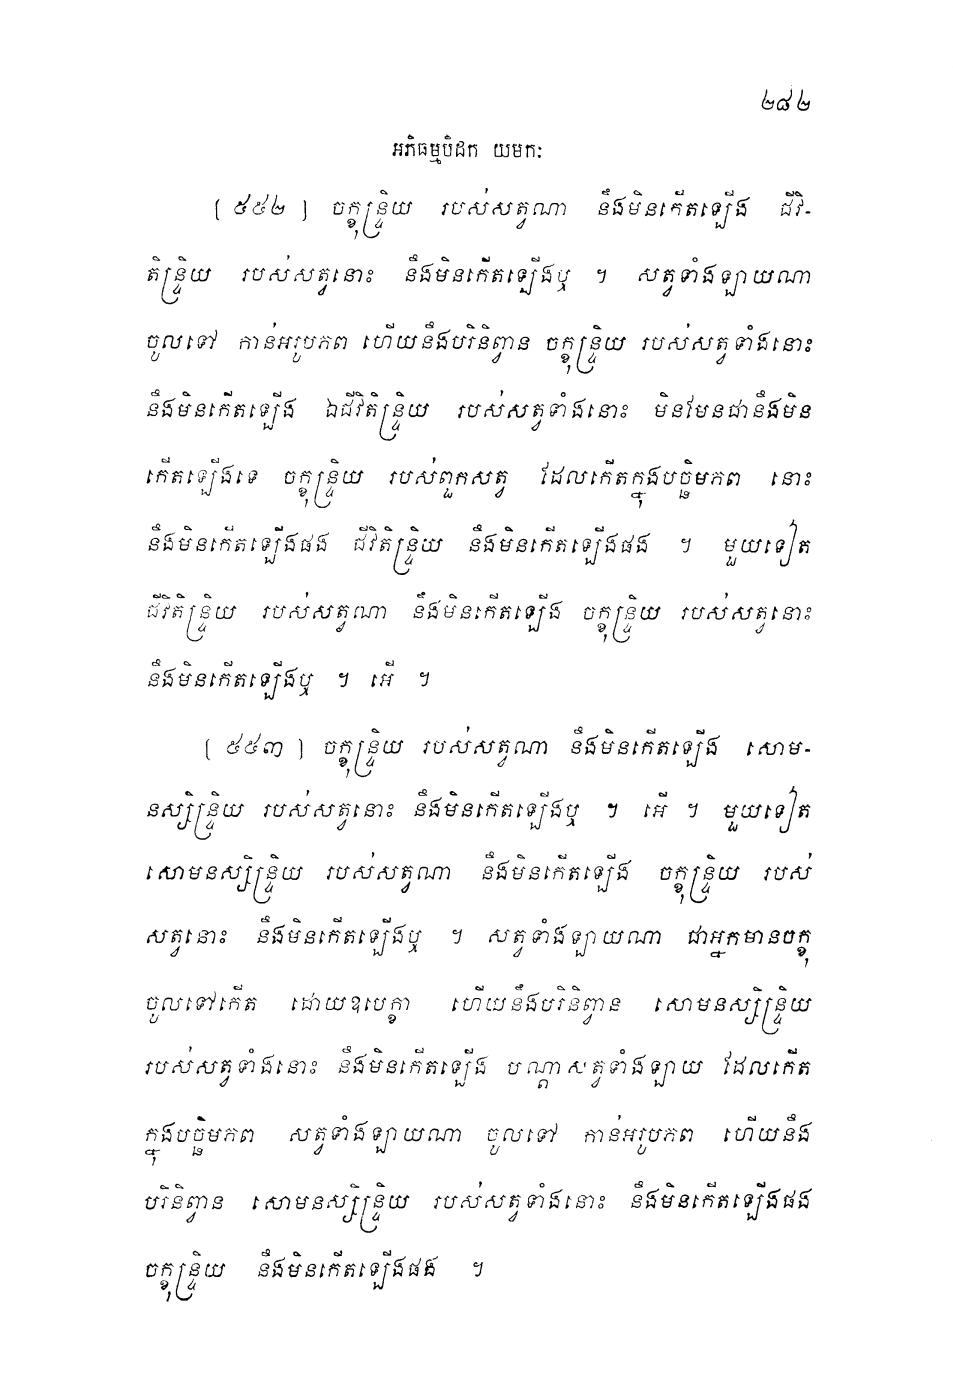 ២៨២
អភិធម្មបិដក យមកៈ
[ ៥៥២ ] ចក្ខុន្ទ្រិយ របស់សត្វណា នឹងមិនកើតឡើង ជីវិ-
តិន្ទ្រិយ របស់សត្វនោះ នឹងមិនកើតឡើងឬ ។ សត្វទាំងឡាយណា
ចូលទៅ កាន់អរូបភព ហើយនឹងបរិនិព្វាន ចក្ខុន្ទ្រិយ របស់សត្វទាំងនោះ
នឹងមិនកើតឡើង ឯជីវិតិន្ទ្រិយ របស់សត្វទាំងនោះ មិនមែនជានឹងមិន
កើតឡើងទេ ចក្ខុន្ទ្រិយ របស់ពួកសត្វ ដែលកើតក្នុងបច្ឆិមភព នោះ
នឹងមិនកើតឡើងផង ជីវិតិន្ទ្រិយ នឹងមិនកើតឡើងផង ។ មួយទៀត
ជីវិតិន្ទ្រិយ របស់សត្វណា នឹងមិនកើតឡើង ចក្ខុន្ទ្រិយ របស់សត្វនោះ
នឹងមិនកើតឡើងឬ ។ អើ ។
[ ៥៥៣ ] ចក្ខុន្ទ្រិយ របស់សត្វណា នឹងមិនកើតឡើង សោម-
នស្សិន្ទ្រិយ របស់សត្វនោះ នឹងមិនកើតឡើងឬ ។ អើ ។ មួយទៀត
សោមនស្សិន្ទ្រិយ របស់សត្វណា នឹងមិនកើតឡើង ចក្ខុន្ទ្រិយ របស់
សត្វនោះ នឹងមិនកើតឡើងឬ ។ សត្វទាំងឡាយណា ជាអ្នកមានចក្ខុ
ចូលទៅកើត ដោយឧបេក្ខា ហើយនឹងបរិនិព្វាន សោមនស្សិន្ទ្រិយ
របស់សត្វទាំងនោះ នឹងមិនកើតឡើង បណ្តាសត្វទាំងឡាយ ដែលកើត
ក្នុងបច្ឆិមភព សត្វទាំងឡាយណា ចូលទៅ កាន់អរូបភព ហើយនឹង
បរិនិព្វាន សោមនស្សិន្ទ្រិយ របស់សត្វទាំងនោះ នឹងមិនកើតឡើងផង
ចក្ខុន្ទ្រិយ នឹងមិនកើតឡើងផង ។